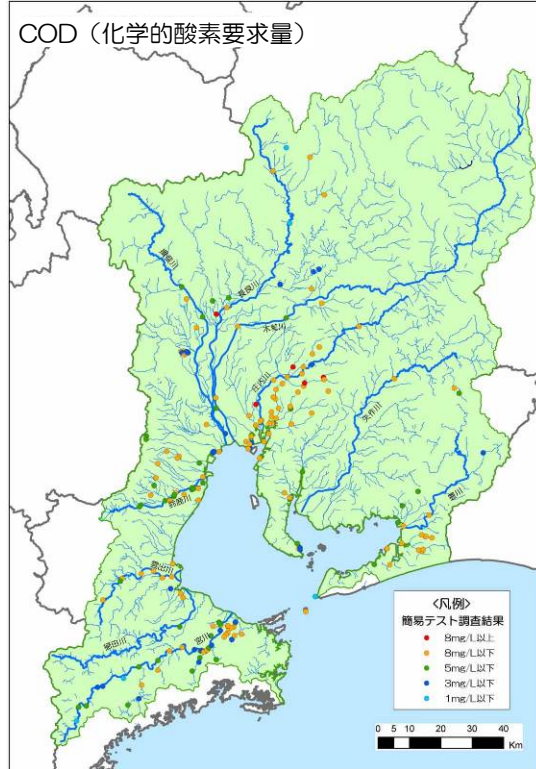 COD（化学的酸素要求量）
揖斐川
長良川
木曽川
庄内川
矢作川
豊川
鈴鹿川
雲出川
櫛田川
宮川
<凡例>
簡易テスト調査結果
8mg/L以上
8mg/L以下
5mg/L以下
3mg/L以下
1mg/L以下
0 5 10 20 30 40
Km